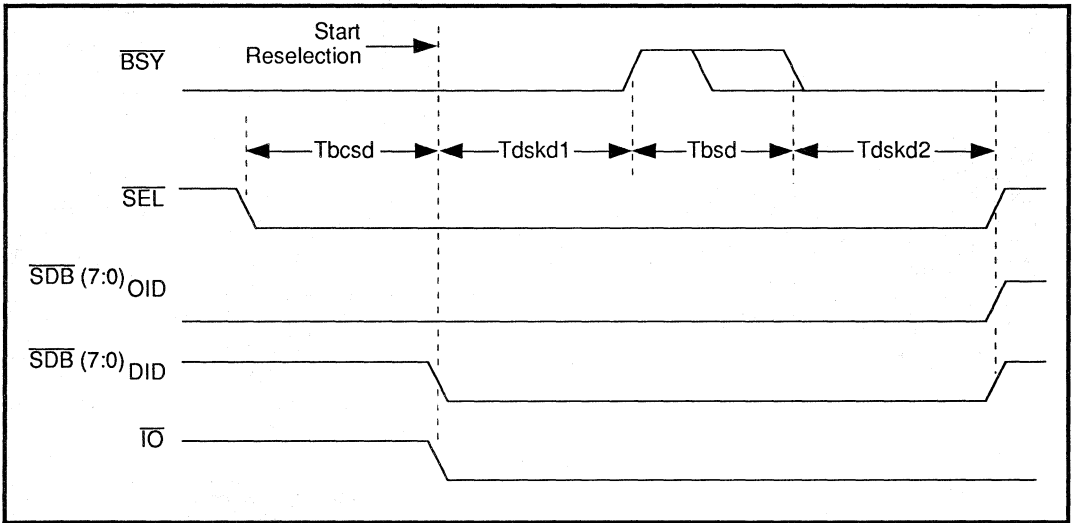 Start
Reselection
BSY
Tbcsd
Tdskd1
Tbsd
Tdskd2
SEL
SDB (7:0) OID
SDB (7:0) DID
IO